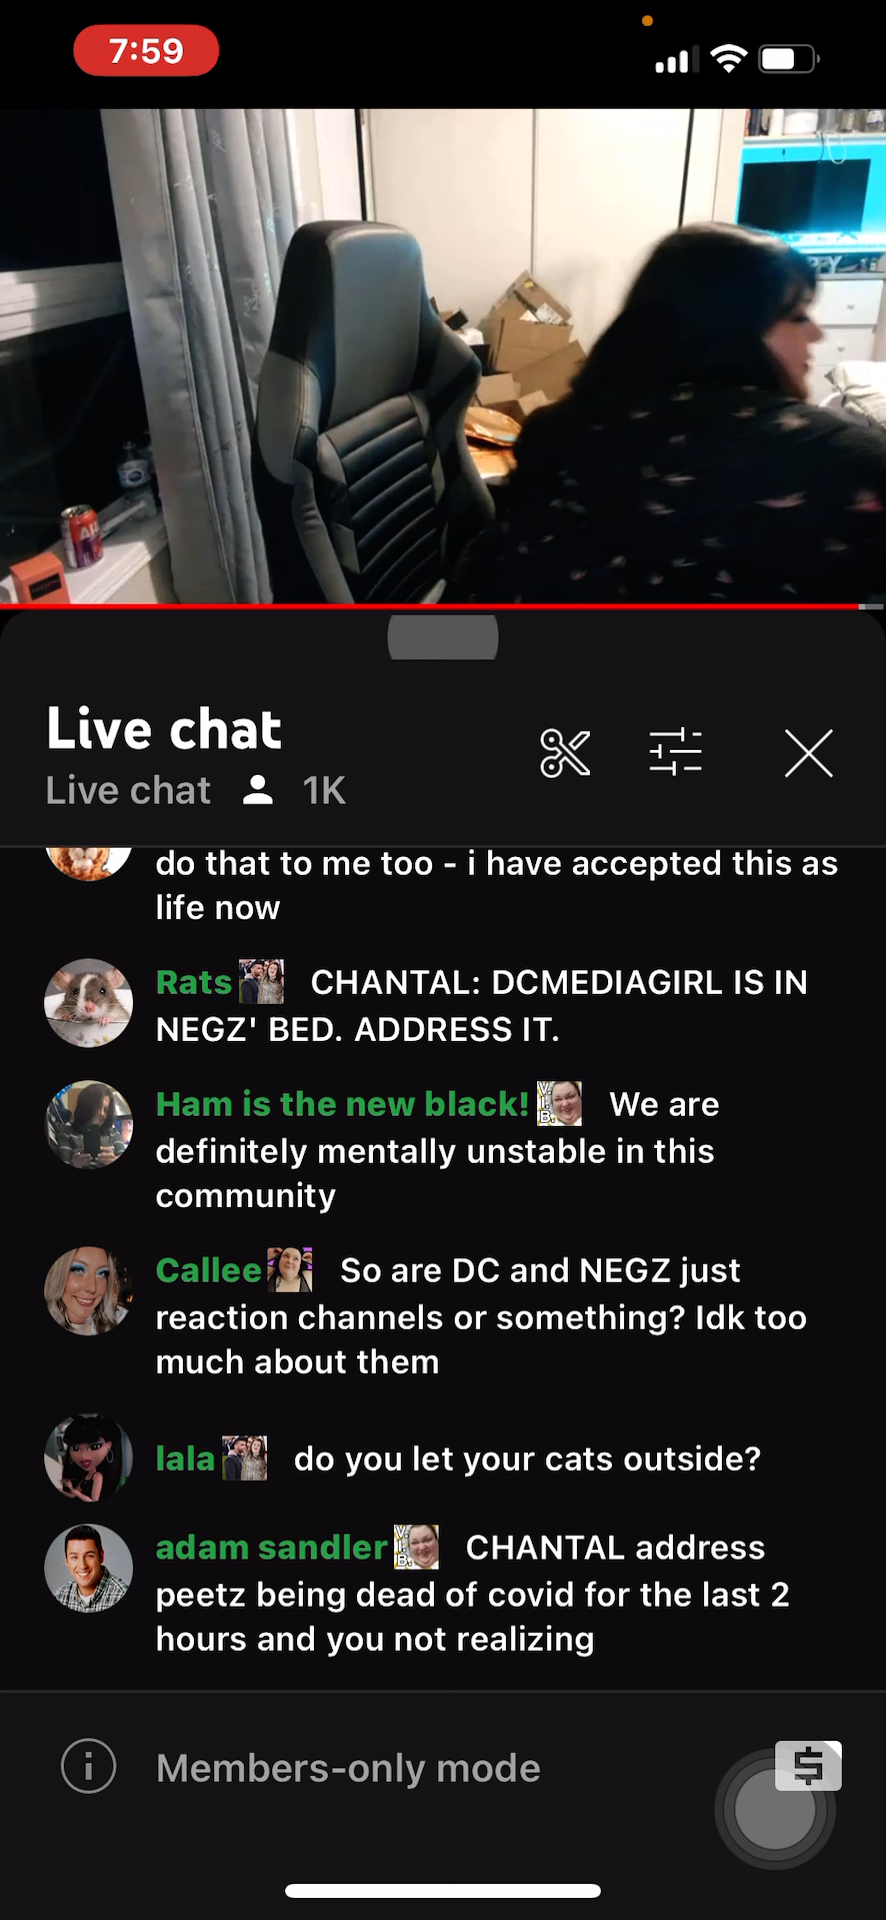 7:59
Live chat
Live chat 1K
do that to me too - i have accepted this as
life now
Rats CHANTAL: DCMEDIAGIRL IS IN
NEGZ' BED. ADDRESS IT.
Ham is the new black! V.I.B. We are
definitely mentally unstable in this
community
Callee So are DC and NEGZ just
reaction channels or something? Idk too
much about them
lala do you let your cats outside?
adam sandler V.I.B. CHANTAL address
peetz being dead of covid for the last 2
hours and you not realizing
Members-only mode
$